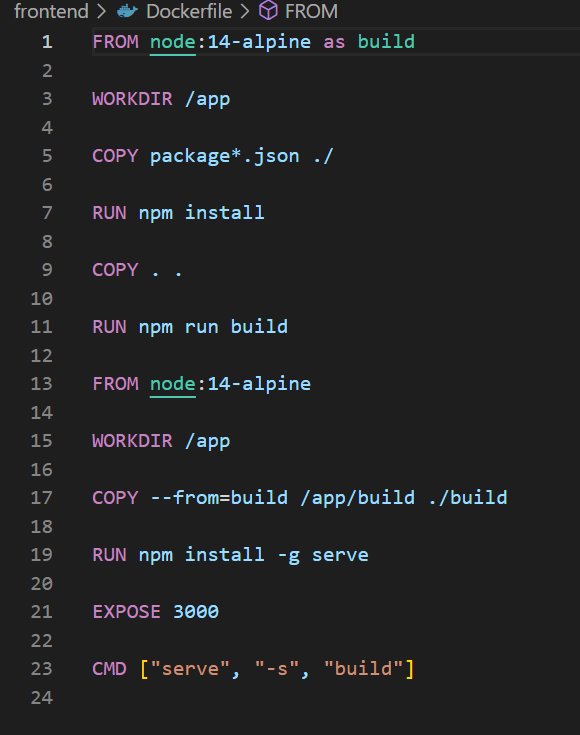 frontend > Dockerfile > FROM
1 FROM node:14-alpine as build
2
3 WORKDIR /app
4
5 COPY package*.json ./
6
7 RUN npm install
8
9 COPY . .
10
11 RUN npm run build
12
13 FROM node:14-alpine
14
15 WORKDIR /app
16
17 COPY --from=build /app/build ./build
18
19 RUN npm install -g serve
20
21 EXPOSE 3000
22
23 CMD ["serve", "-s", "build"]
24